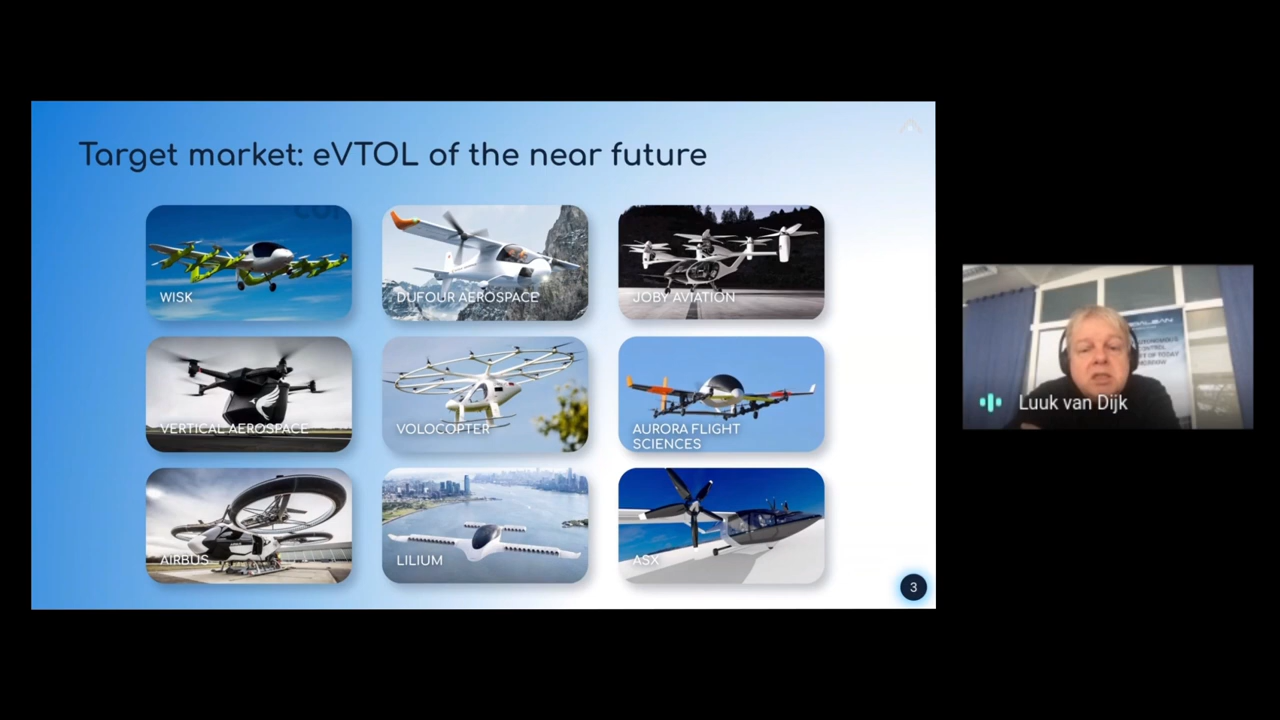 Target market: eVTOL of the near future
WISK
DUFOUR AEROSPACE
JOBY AVIATION
VERTICAL AEROSPACE
VOLOCOPTER
AURORA FLIGHT
SCIENCES
AIRBUS
LILIUM
ASX
3
Luuk van Dijk